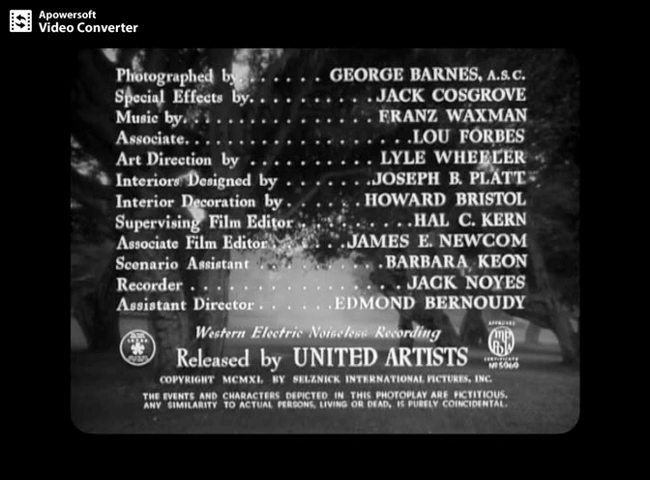 Apowersoft
Video Converter
Photographed by. . . . . . . GEORGE BARNES, A.S.C.
Special Effects by. . . . . . . . . . JACK COSGROVE
Music by. . . . . . . . . . . . . . . FRANZ WAXMAN
Associate. . . . . . . . . . . . . . . . . . LOU FORBES
Art Direction by . . . . . . . . . . LYLE WHEELER
Interiors Designed by . . . . . . .JOSEPH B. PLATT
Interior Decoration by . . . . . . HOWARD BRISTOL
Supervising Film Editor . . . . . . . . HAL C. KERN
Associate Film Editor . . . . . .JAMES E. NEWCOM
Scenario Assistant . . . . . . . . . BARBARA KEON
Recorder . . . . . . . . . . . . . . . . . JACK NOYES
Assistant Director . . . . . . .EDMOND BERNOUDY
Western Electric Noiseless Recording
Released by UNITED ARTISTS
APPROVED
CERTIFICATE
COPYRIGHT MCMXL BY SELZNICK INTERNATIONAL PICTURES, INC.
THE EVENTS AND CHARACTERS DEPICTED IN THIS PHOTOPLAY ARE FICTITIOUS.
ANY SIMILARITY TO ACTUAL PERSONS, LIVING OR DEAD, IS PURELY COINCIDENTAL.